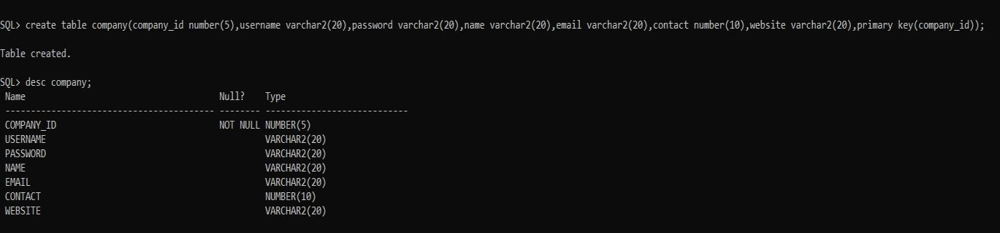 SQL> create table company(company_id number(5),username varchar2(20),password varchar2(20),name varchar2(20),email varchar2(20),contact number(10),website varchar2(20),primary key(company_id));
Table created.
SQL> desc company;
Name Null? Type
----------------------------------------- -------- ----------------------------
COMPANY_ID NOT NULL NUMBER(5)
USERNAME VARCHAR2(20)
PASSWORD VARCHAR2(20)
NAME VARCHAR2(20)
EMAIL VARCHAR2(20)
CONTACT NUMBER(10)
WEBSITE VARCHAR2(20)